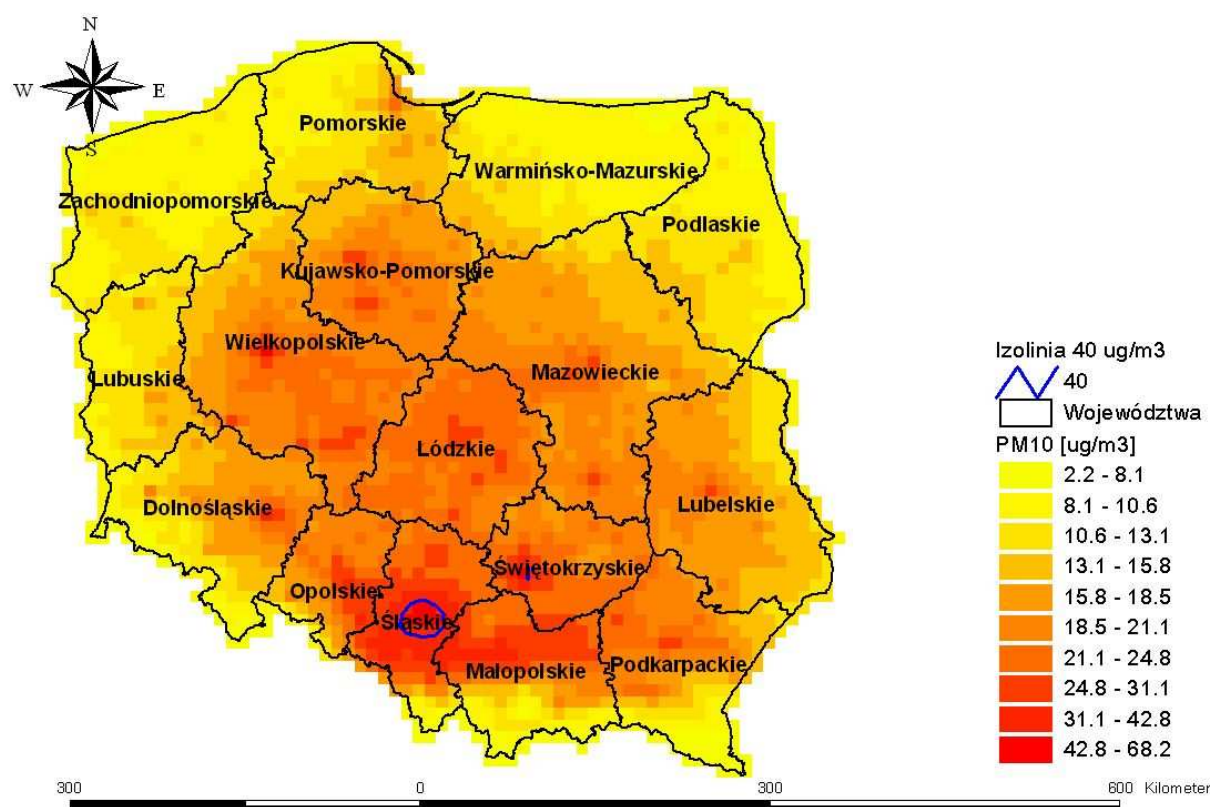 N
W E
S
Pomorskie
Warmińsko-Mazurskie
Zachodniopomorskie
Podlaskie
Kujawsko-Pomorskie
Wielkopolskie
Lubuskie
Mazowieckie
Łódzkie
Dolnośląskie
Lubelskie
Opolskie
Świętokrzyskie
Śląskie
Małopolskie
Podkarpackie
Izolinia 40 ug/m3
40
Województwa
PM10 [ug/m3]
2.2 - 8.1
8.1 - 10.6
10.6 - 13.1
13.1 - 15.8
15.8 - 18.5
18.5 - 21.1
21.1 - 24.8
24.8 - 31.1
31.1 - 42.8
42.8 - 68.2
300 0 300 600 Kilometer